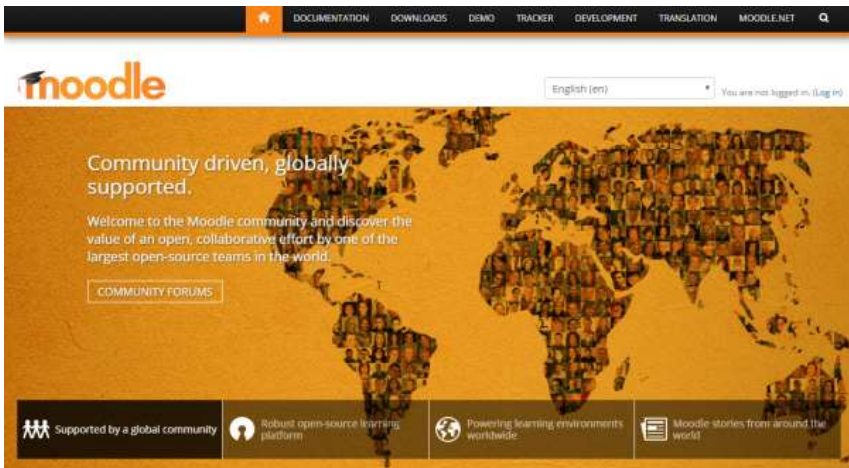 DOCUMENTATION DOWNLOADS DEMO TRACKER DEVELOPMENT TRANSLATION MOODLE.NET
moodle
English (en)
You are not logged in. (Log in)
Community driven, globally
supported.
Welcome to the Moodle community and discover the
value of an open, collaborative effort by one of the
largest open-source teams in the world.
COMMUNITY FORUMS
Supported by a global community
Robust open-source learning
platform
Powering learning environments
worldwide
Moodle stories from around the
world